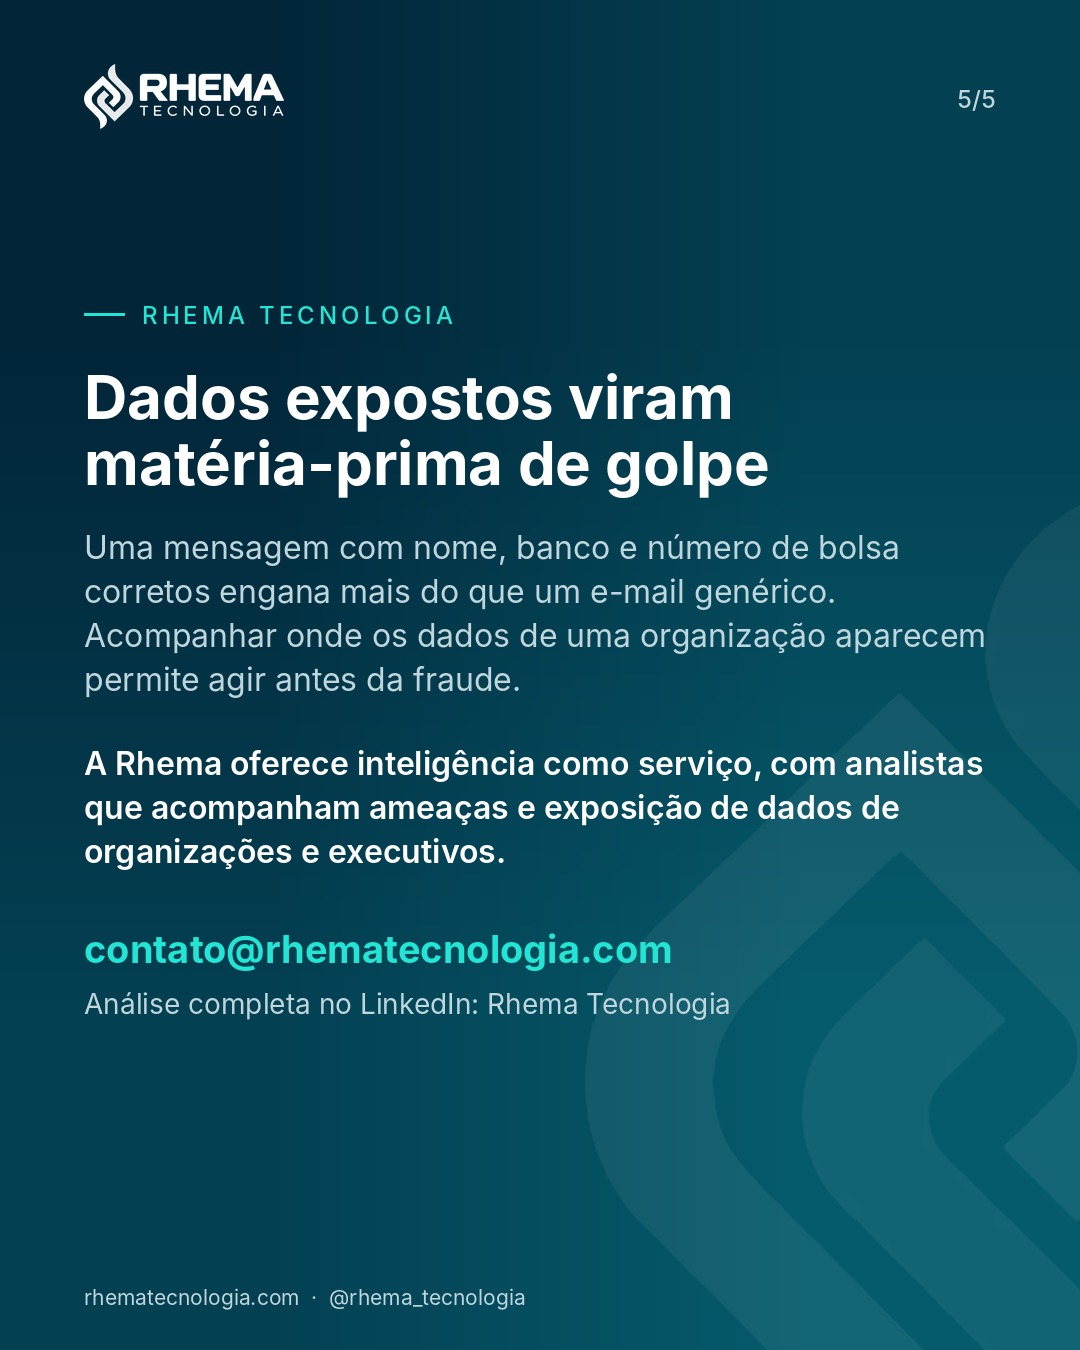 RHEMA
TECNOLOGIA
5/5
RHEMA TECNOLOGIA
Dados expostos viram
matéria-prima de golpe
Uma mensagem com nome, banco e número de bolsa
corretos engana mais do que um e-mail genérico.
Acompanhar onde os dados de uma organização aparecem
permite agir antes da fraude.
A Rhema oferece inteligência como serviço, com analistas
que acompanham ameaças e exposição de dados de
organizações e executivos.
contato@rhematecnologia.com
Análise completa no LinkedIn: Rhema Tecnologia
rhematecnologia.com · @rhema_tecnologia